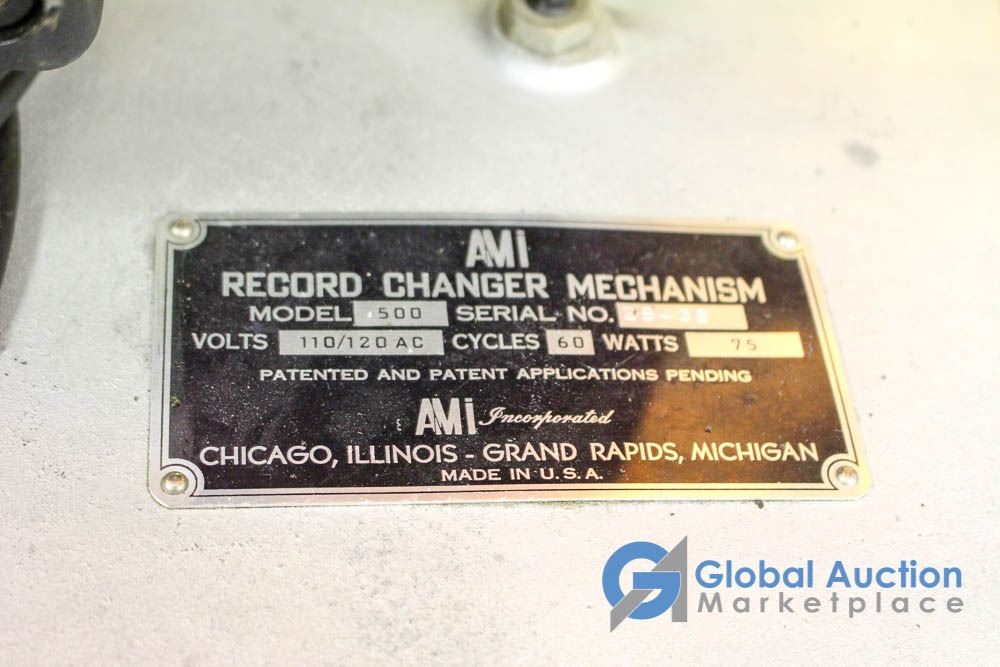 AMi
RECORD CHANGER MECHANISM
MODEL 500 SERIAL NO.
VOLTS 110/120 AC CYCLES 60 WATTS 75
PATENTED AND PATENT APPLICATIONS PENDING
AMi Incorporated
CHICAGO, ILLINOIS - GRAND RAPIDS, MICHIGAN
MADE IN U.S.A.
Global Auction
Marketplace